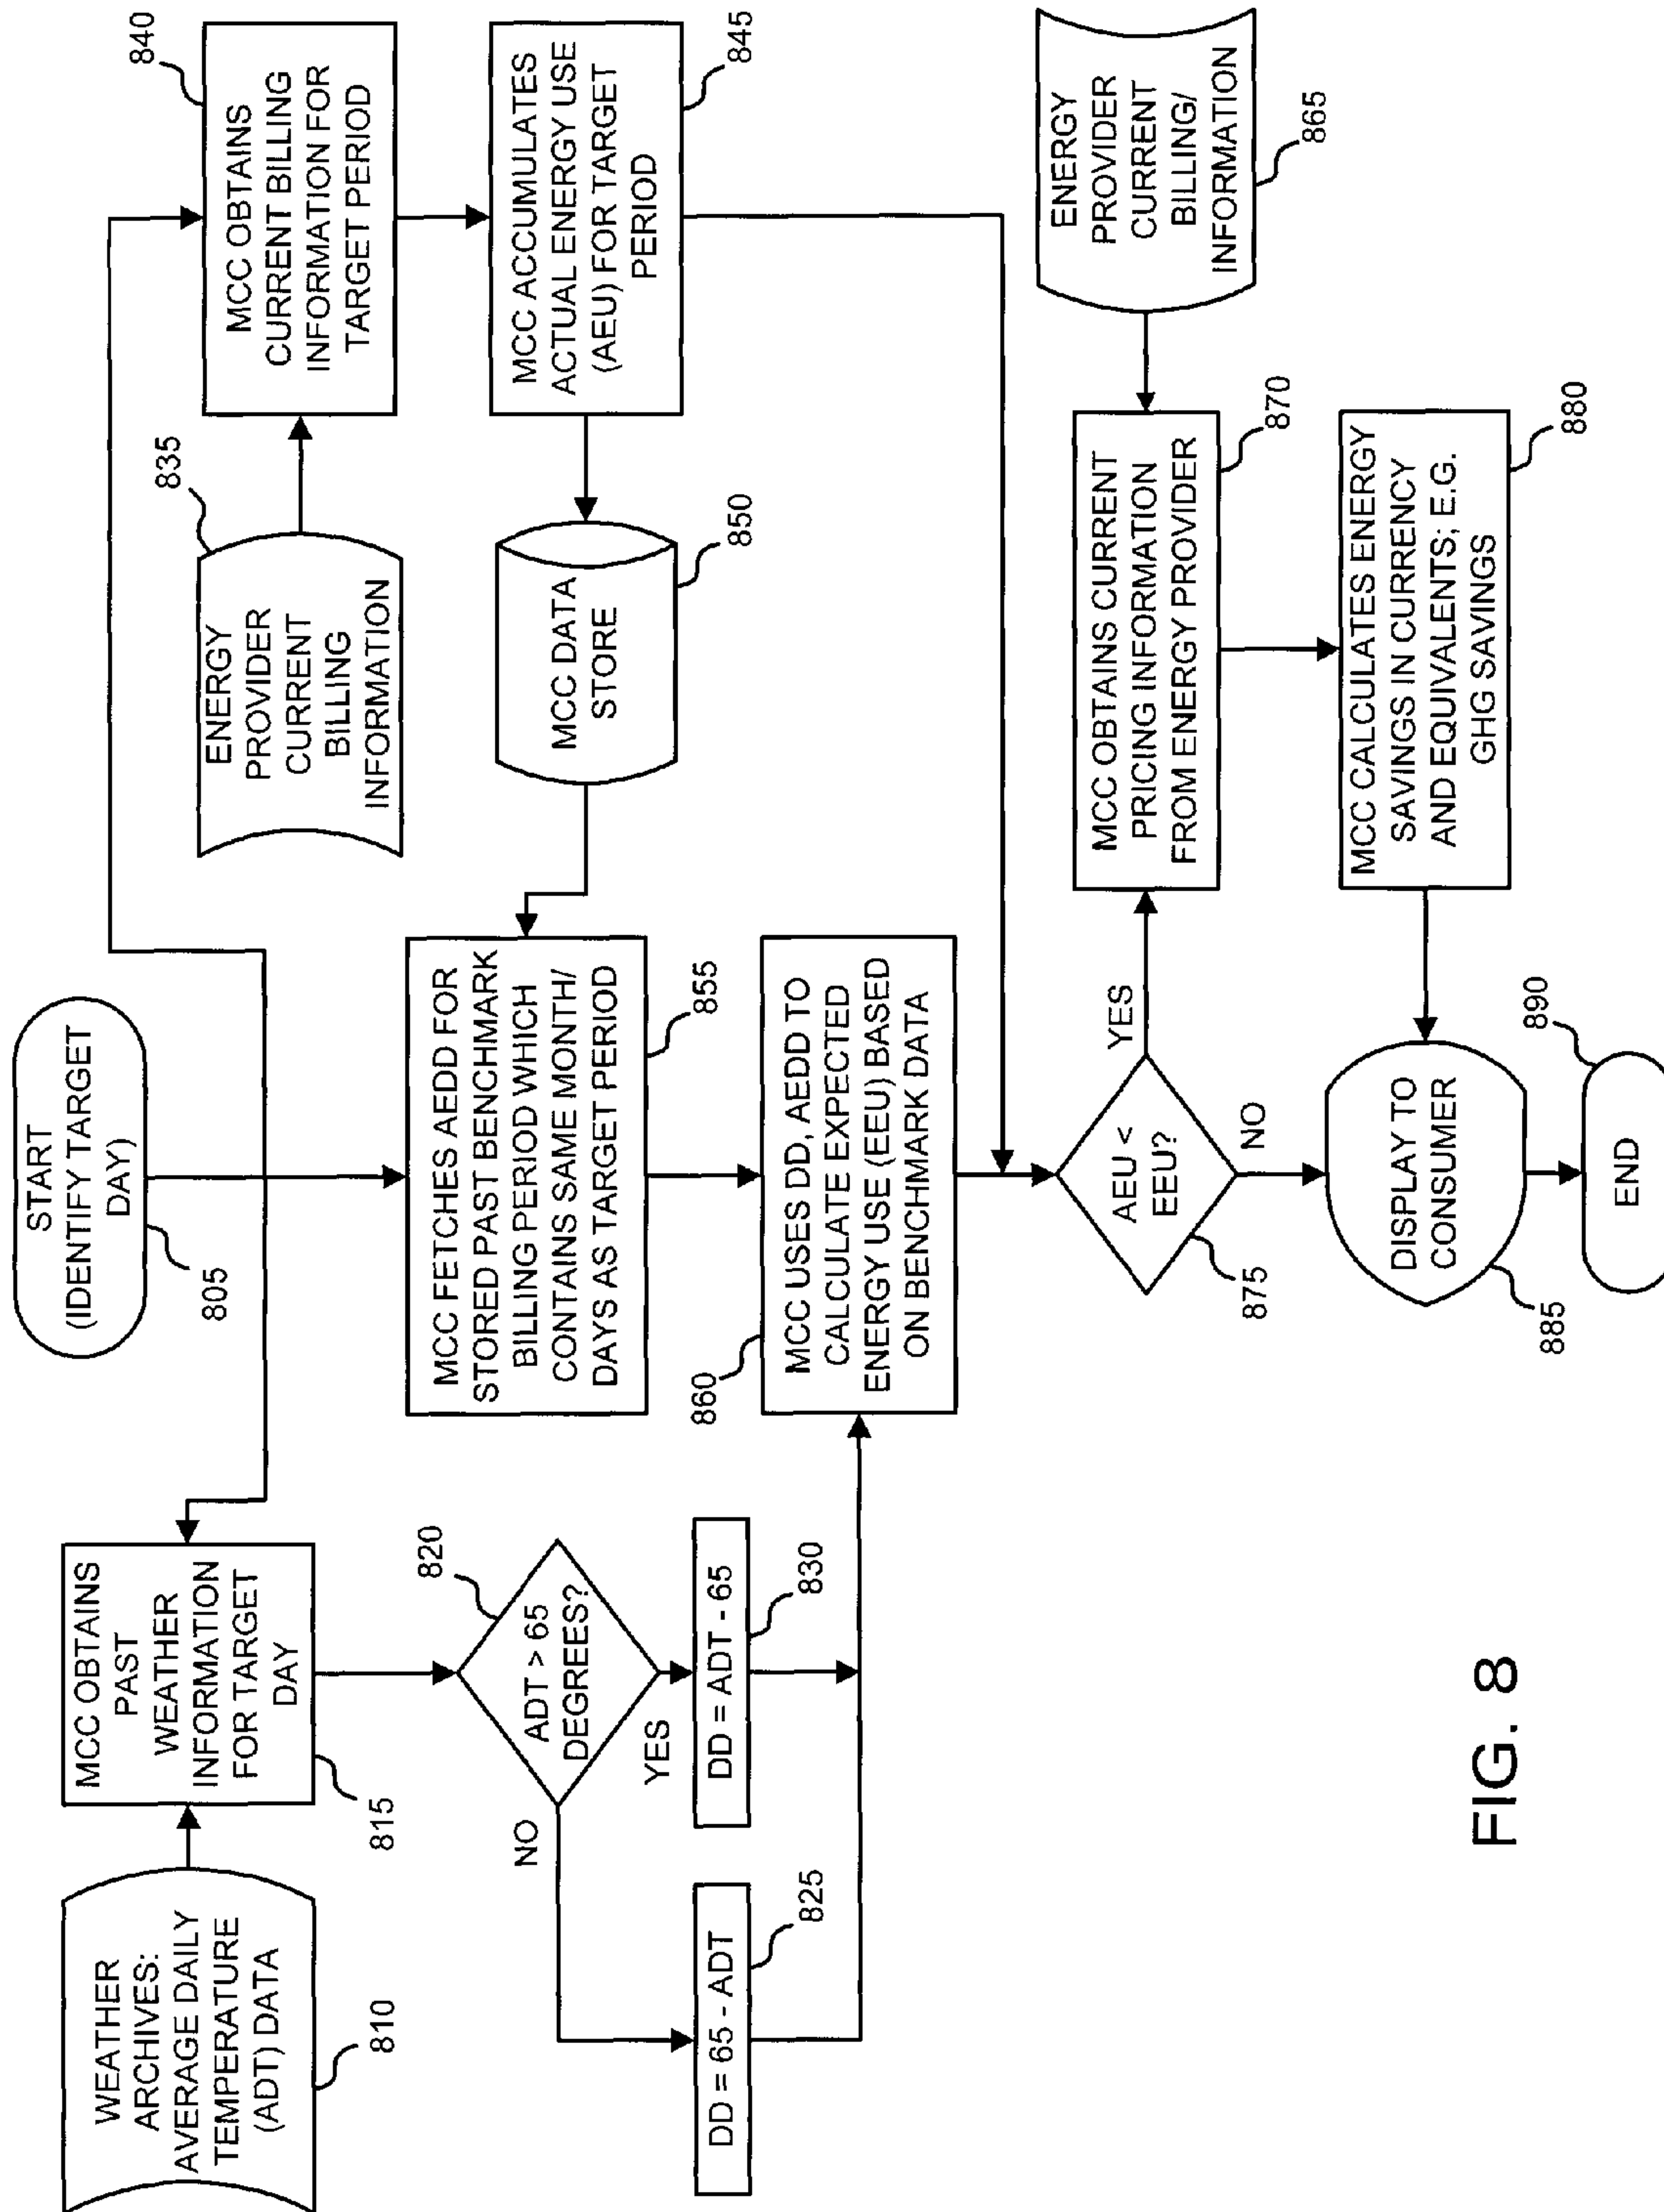 START
(IDENTIFY TARGET
DAY)
805
WEATHER
ARCHIVES:
AVERAGE DAILY
TEMPERATURE
(ADT) DATA
810
MCC OBTAINS
PAST
WEATHER
INFORMATION
FOR TARGET
DAY
815
ADT > 65
DEGREES?
820
NO
YES
DD = 65 - ADT
825
DD = ADT - 65
830
ENERGY
PROVIDER
CURRENT
BILLING
INFORMATION
835
MCC OBTAINS
CURRENT BILLING
INFORMATION FOR
TARGET PERIOD
840
MCC ACCUMULATES
ACTUAL ENERGY USE
(AEU) FOR TARGET
PERIOD
845
MCC DATA
STORE
850
MCC FETCHES AEDD FOR
STORED PAST BENCHMARK
BILLING PERIOD WHICH
CONTAINS SAME MONTH/
DAYS AS TARGET PERIOD
855
MCC USES DD, AEDD TO
CALCULATE EXPECTED
ENERGY USE (EEU) BASED
ON BENCHMARK DATA
860
ENERGY
PROVIDER
CURRENT
BILLING/
INFORMATION
865
MCC OBTAINS CURRENT
PRICING INFORMATION
FROM ENERGY PROVIDER
870
AEU <
EEU?
875
YES
NO
MCC CALCULATES ENERGY
SAVINGS IN CURRENCY
AND EQUIVALENTS; E.G.
GHG SAVINGS
880
DISPLAY TO
CONSUMER
885
END
890
FIG. 8